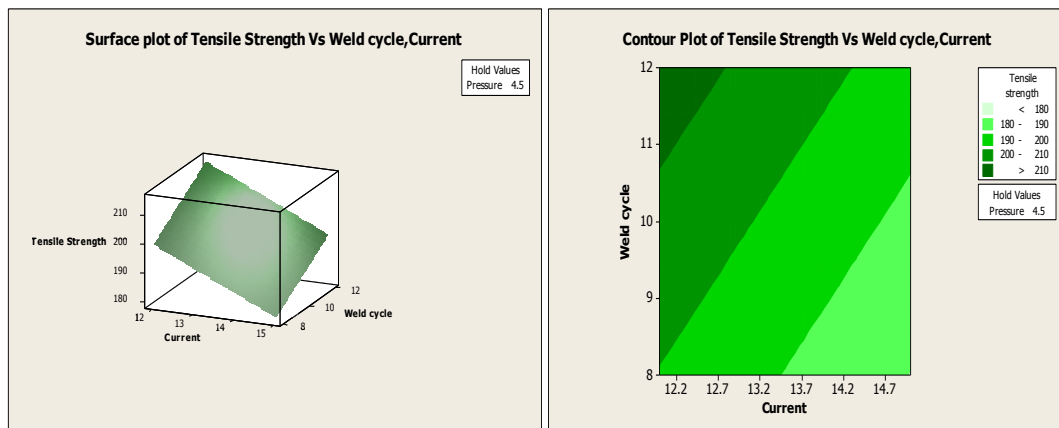 Surface plot of Tensile Strength Vs Weld cycle,Current
Hold Values
Pressure 4.5
210
200
190
180
Tensile Strength
12
13
14
15
Current
8
10
12
Weld cycle
Contour Plot of Tensile Strength Vs Weld cycle,Current
Tensile
strength
< 180
180 - 190
190 - 200
200 - 210
> 210
Hold Values
Pressure 4.5
12
11
10
9
8
Weld cycle
12.2 12.7 13.2 13.7 14.2 14.7
Current